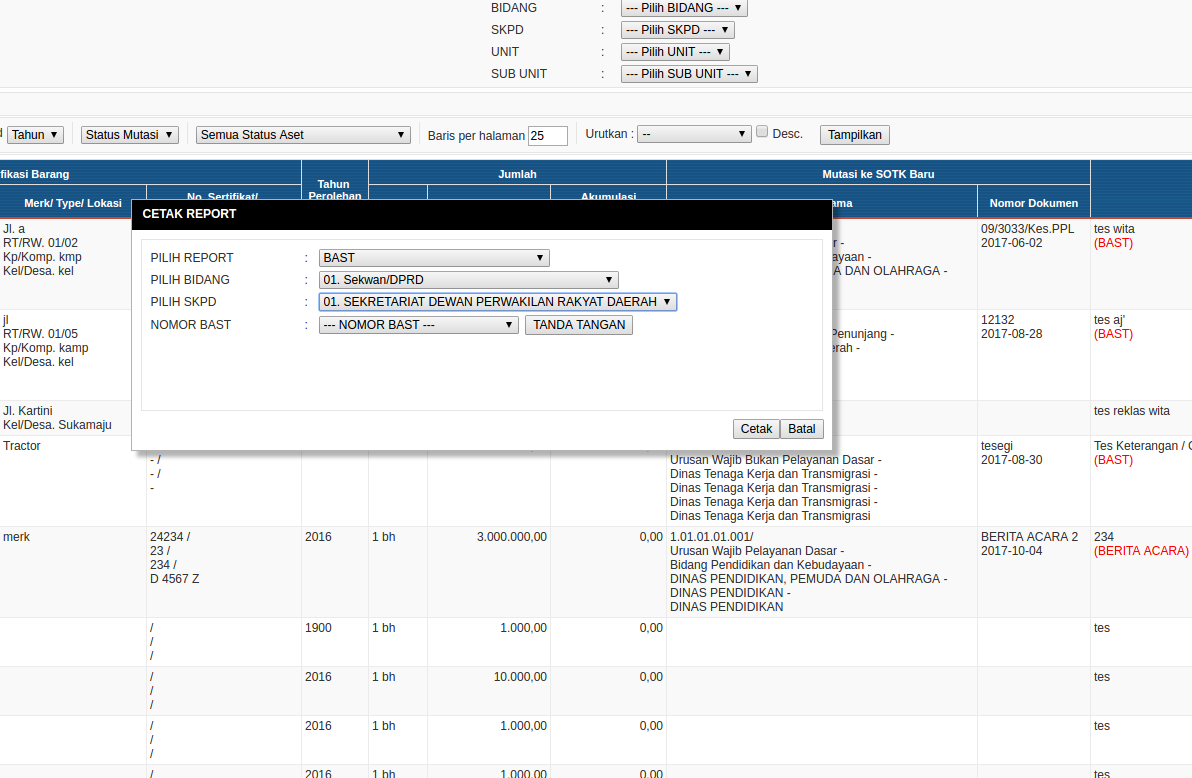 BIDANG : --- Pilih BIDANG ---
SKPD : --- Pilih SKPD ---
UNIT : --- Pilih UNIT ---
SUB UNIT : --- Pilih SUB UNIT ---
Tahun Status Mutasi Semua Status Aset Baris per halaman 25 Urutkan : -- Desc. Tampilkan
fikasi Barang Jumlah Mutasi ke SOTK Baru
Merk/ Type/ Lokasi No. Sertifikat/ Tahun Perolehan Akumulasi ama Nomor Dokumen
CETAK REPORT
PILIH REPORT : BAST
PILIH BIDANG : 01. Sekwan/DPRD
PILIH SKPD : 01. SEKRETARIAT DEWAN PERWAKILAN RAKYAT DAERAH
NOMOR BAST : --- NOMOR BAST --- TANDA TANGAN
Cetak Batal
Jl. a 09/3033/Kes.PPL tes wita
RT/RW. 01/02 r - 2017-06-02 (BAST)
Kp/Komp. kmp ayaan -
Kel/Desa. kel A DAN OLAHRAGA -
jl 12132 tes aj'
RT/RW. 01/05 Penunjang - 2017-08-28 (BAST)
Kp/Komp. kamp erah -
Kel/Desa. kel
Jl. Kartini tes reklas wita
Kel/Desa. Sukamaju
Tractor tesegi Tes Keterangan /
- / Urusan Wajib Bukan Pelayanan Dasar - 2017-08-30 (BAST)
- / Dinas Tenaga Kerja dan Transmigrasi -
- Dinas Tenaga Kerja dan Transmigrasi -
Dinas Tenaga Kerja dan Transmigrasi -
Dinas Tenaga Kerja dan Transmigrasi
merk 24234 / 2016 1 bh 3.000.000,00 0,00 1.01.01.01.001/ BERITA ACARA 2 234
23 / Urusan Wajib Pelayanan Dasar - 2017-10-04 (BERITA ACARA)
234 / Bidang Pendidikan dan Kebudayaan -
D 4567 Z DINAS PENDIDIKAN, PEMUDA DAN OLAHRAGA -
DINAS PENDIDIKAN -
DINAS PENDIDIKAN
/ 1900 1 bh 1.000,00 0,00 tes
/
/
/ 2016 1 bh 10.000,00 0,00 tes
/
/
/ 2016 1 bh 1.000,00 0,00 tes
/
/
/ 2016 1 bh 1.000,00 0,00 tes